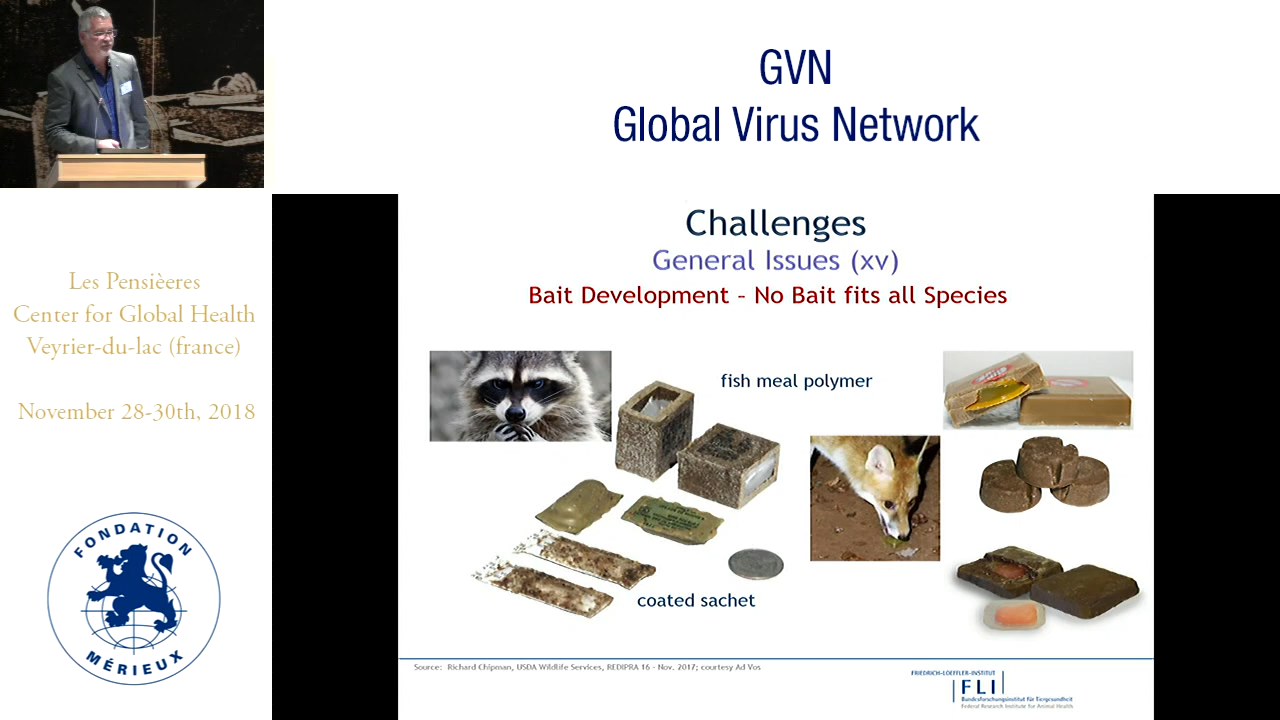 GVN
Global Virus Network
Les Pensièeres
Center for Global Health
Veyrier-du-lac (france)
November 28-30th, 2018
FONDATION
MÉRIEUX
Challenges
General Issues (xv)
Bait Development - No Bait fits all Species
fish meal polymer
coated sachet
Source: Richard Chipman, USDA Wildlife Services, REDIPRA 16 - Nov. 2017; courtesy Ad Vos
FRIEDRICH-LOEFFLER-INSTITUT
FLI
Bundesforschungsinstitut für Tiergesundheit
Federal Research Institute for Animal Health